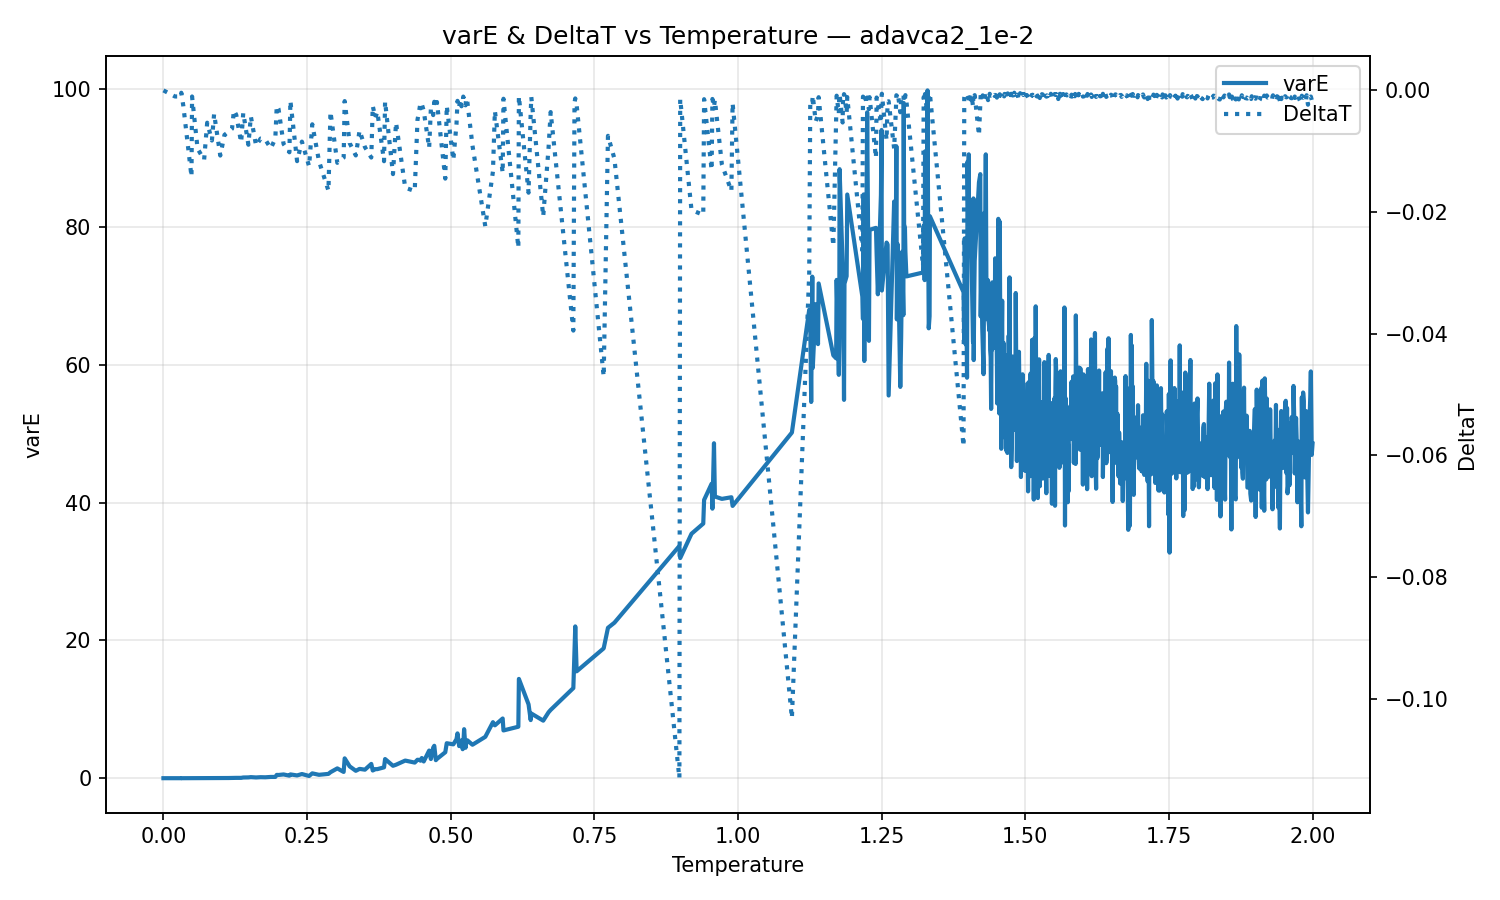 varE & DeltaT vs Temperature — adavca2_1e-2
varE
DeltaT
100
80
60
40
20
0
varE
0.00
−0.02
−0.04
−0.06
−0.08
−0.10
DeltaT
0.00 0.25 0.50 0.75 1.00 1.25 1.50 1.75 2.00
Temperature